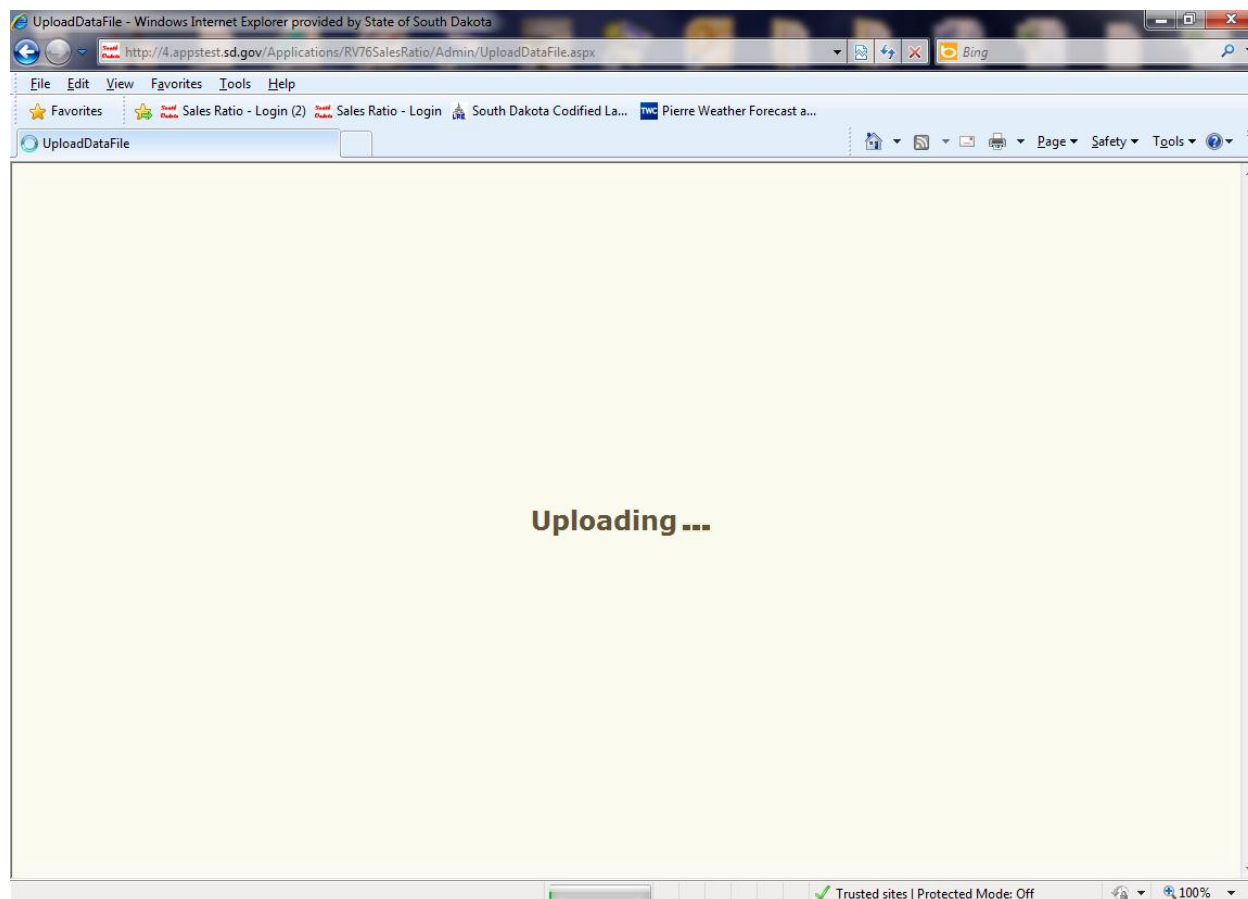 UploadDataFile - Windows Internet Explorer provided by State of South Dakota
http://4.appstest.sd.gov/Applications/RV76SalesRatio/Admin/UploadDataFile.aspx Bing
File Edit View Favorites Tools Help
Favorites Sales Ratio - Login (2) Sales Ratio - Login South Dakota Codified La... TWC Pierre Weather Forecast a...
UploadDataFile Page Safety Tools
Uploading ...
Trusted sites | Protected Mode: Off 100%